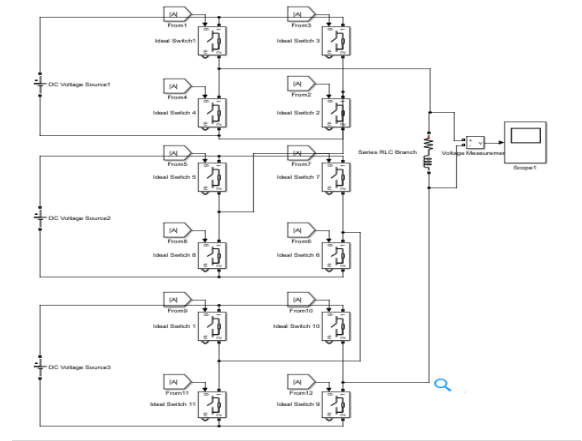 [A]
[A]
From1
From3
Ideal Switch1
Ideal Switch 3
DC Voltage Source1
[A]
[A]
From4
From2
Ideal Switch 4
Ideal Switch 2
[A]
[A]
From5
From7
Series RLC Branch
Voltage Measurement
Scope1
Ideal Switch 5
Ideal Switch 7
DC Voltage Source2
[A]
[A]
From8
From6
Ideal Switch 8
Ideal Switch 6
[A]
[A]
From9
From10
Ideal Switch 1
Ideal Switch 10
DC Voltage Source3
[A]
[A]
From11
From12
Ideal Switch 11
Ideal Switch 9